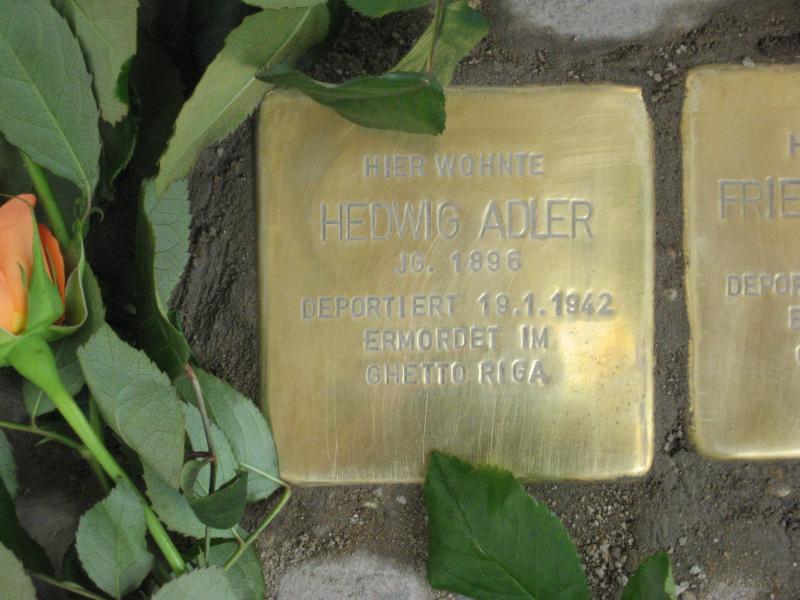 HIER WOHNTE
HEDWIG ADLER
JG. 1896
DEPORTIERT 19.1.1942
ERMORDET IM
GHETTO RIGA